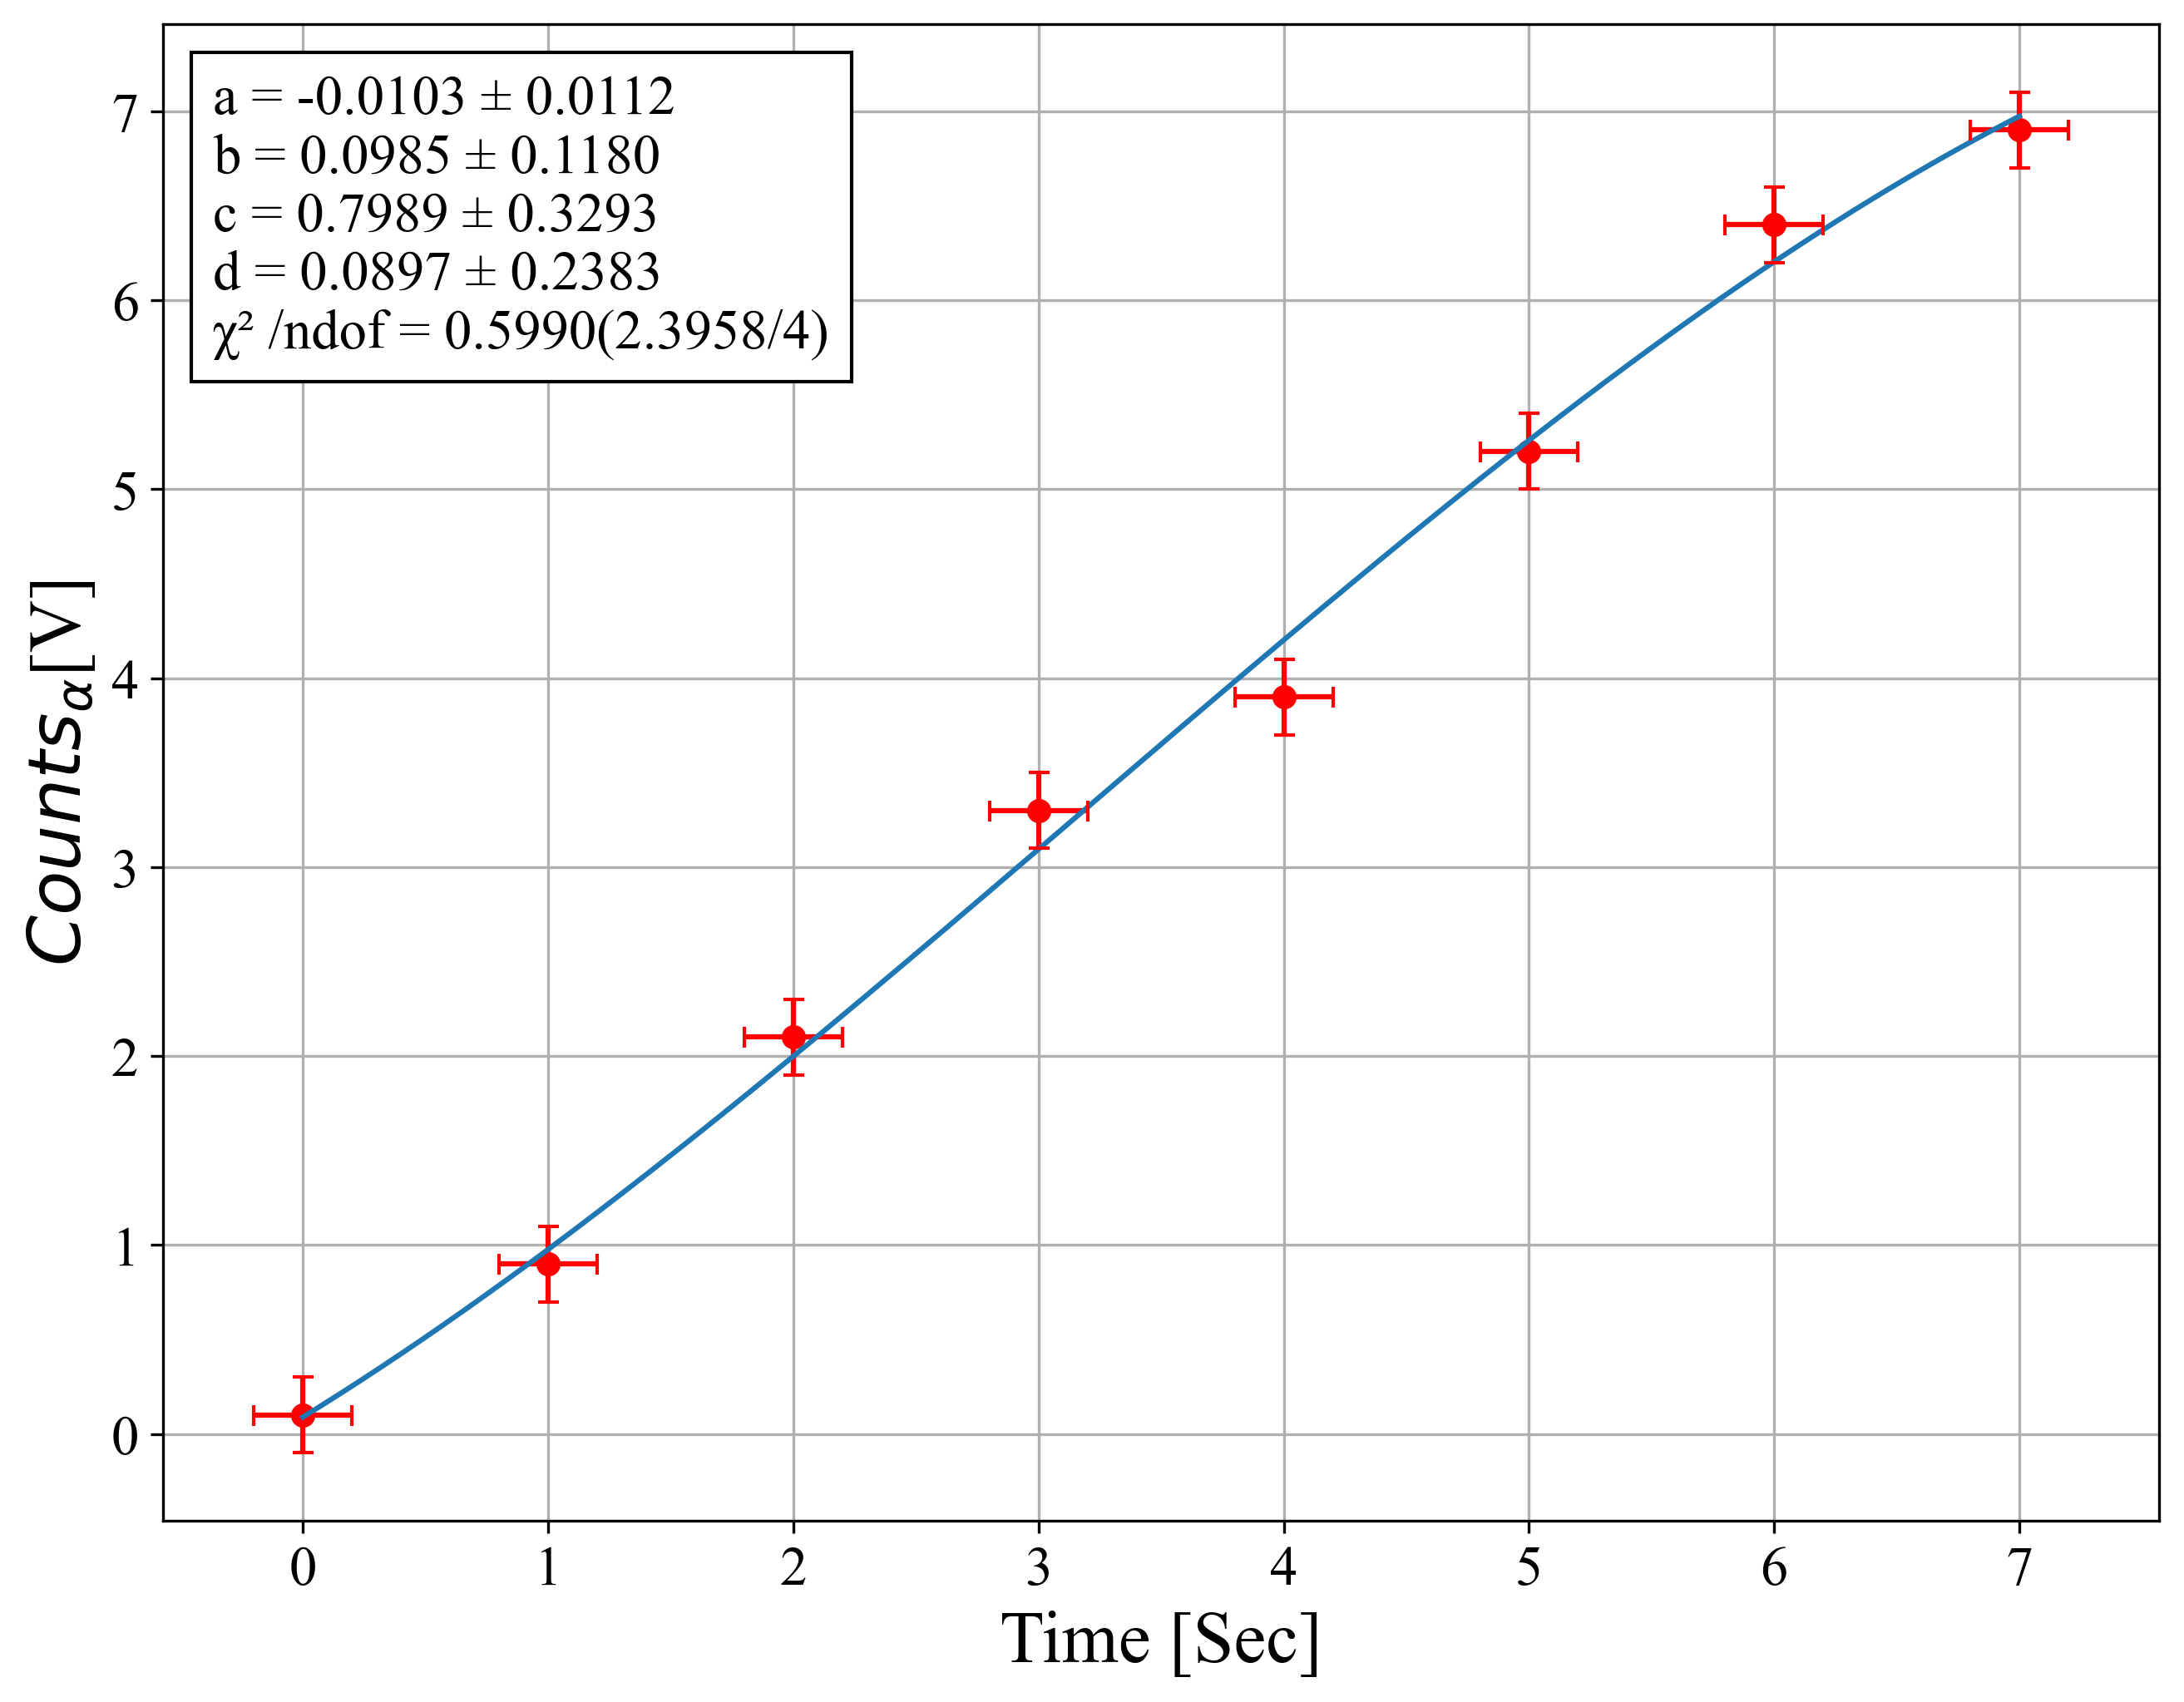 a = -0.0103 ± 0.0112
b = 0.0985 ± 0.1180
c = 0.7989 ± 0.3293
d = 0.0897 ± 0.2383
χ² /ndof = 0.5990(2.3958/4)
7
6
5
4
3
2
1
0
Counts_α[V]
0 1 2 3 4 5 6 7
Time [Sec]